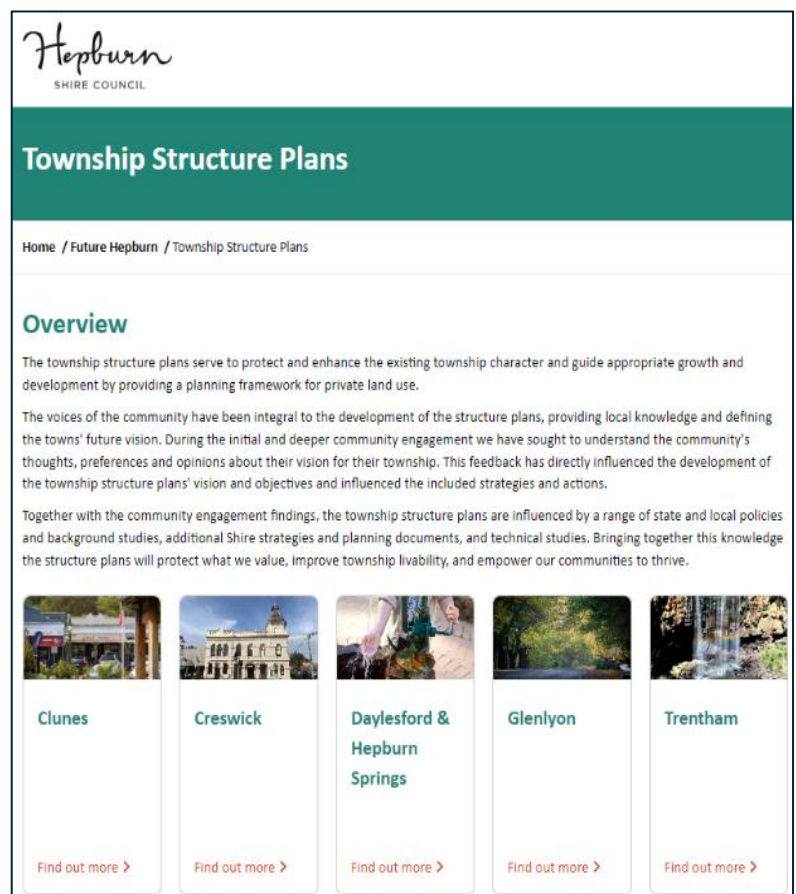 Hepburn
SHIRE COUNCIL
Township Structure Plans
Home / Future Hepburn / Township Structure Plans
Overview
The township structure plans serve to protect and enhance the existing township character and guide appropriate growth and
development by providing a planning framework for private land use.
The voices of the community have been integral to the development of the structure plans, providing local knowledge and defining
the towns' future vision. During the initial and deeper community engagement we have sought to understand the community's
thoughts, preferences and opinions about their vision for their township. This feedback has directly influenced the development of
the township structure plans' vision and objectives and influenced the included strategies and actions.
Together with the community engagement findings, the township structure plans are influenced by a range of state and local policies
and background studies, additional Shire strategies and planning documents, and technical studies. Bringing together this knowledge
the structure plans will protect what we value, improve township livability, and empower our communities to thrive.
Clunes
Find out more >
Creswick
Find out more >
Daylesford &
Hepburn
Springs
Find out more >
Glenlyon
Find out more >
Trentham
Find out more >